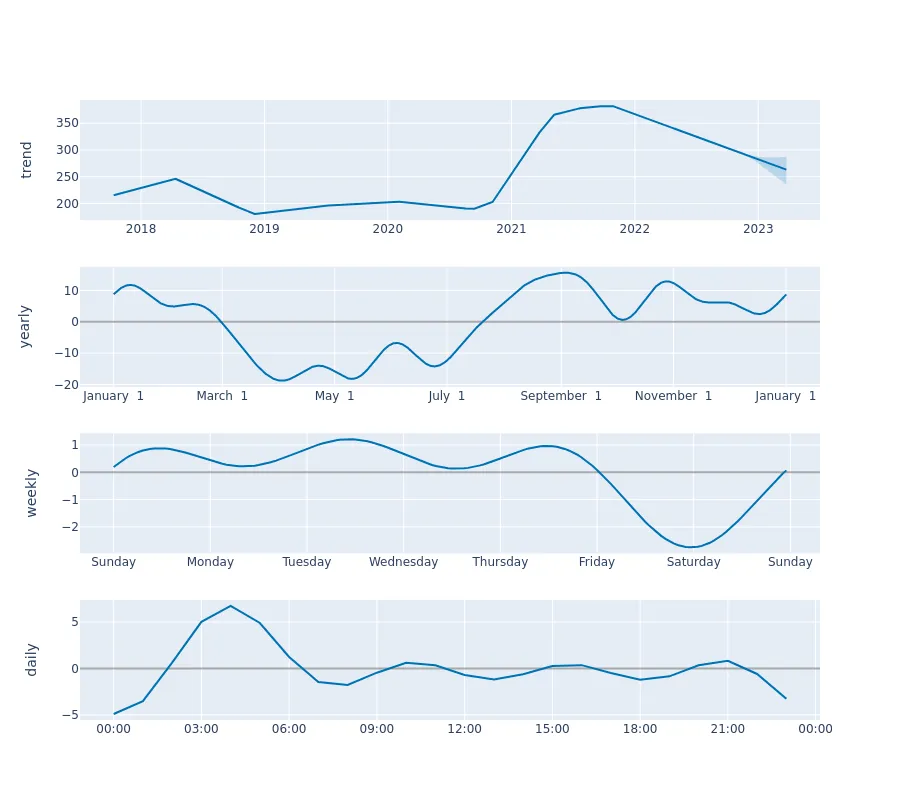 trend
350
300
250
200
2018 2019 2020 2021 2022 2023
yearly
10
0
−10
−20
January 1 March 1 May 1 July 1 September 1 November 1 January 1
weekly
1
0
−1
−2
Sunday Monday Tuesday Wednesday Thursday Friday Saturday Sunday
daily
5
0
−5
00:00 03:00 06:00 09:00 12:00 15:00 18:00 21:00 00:00